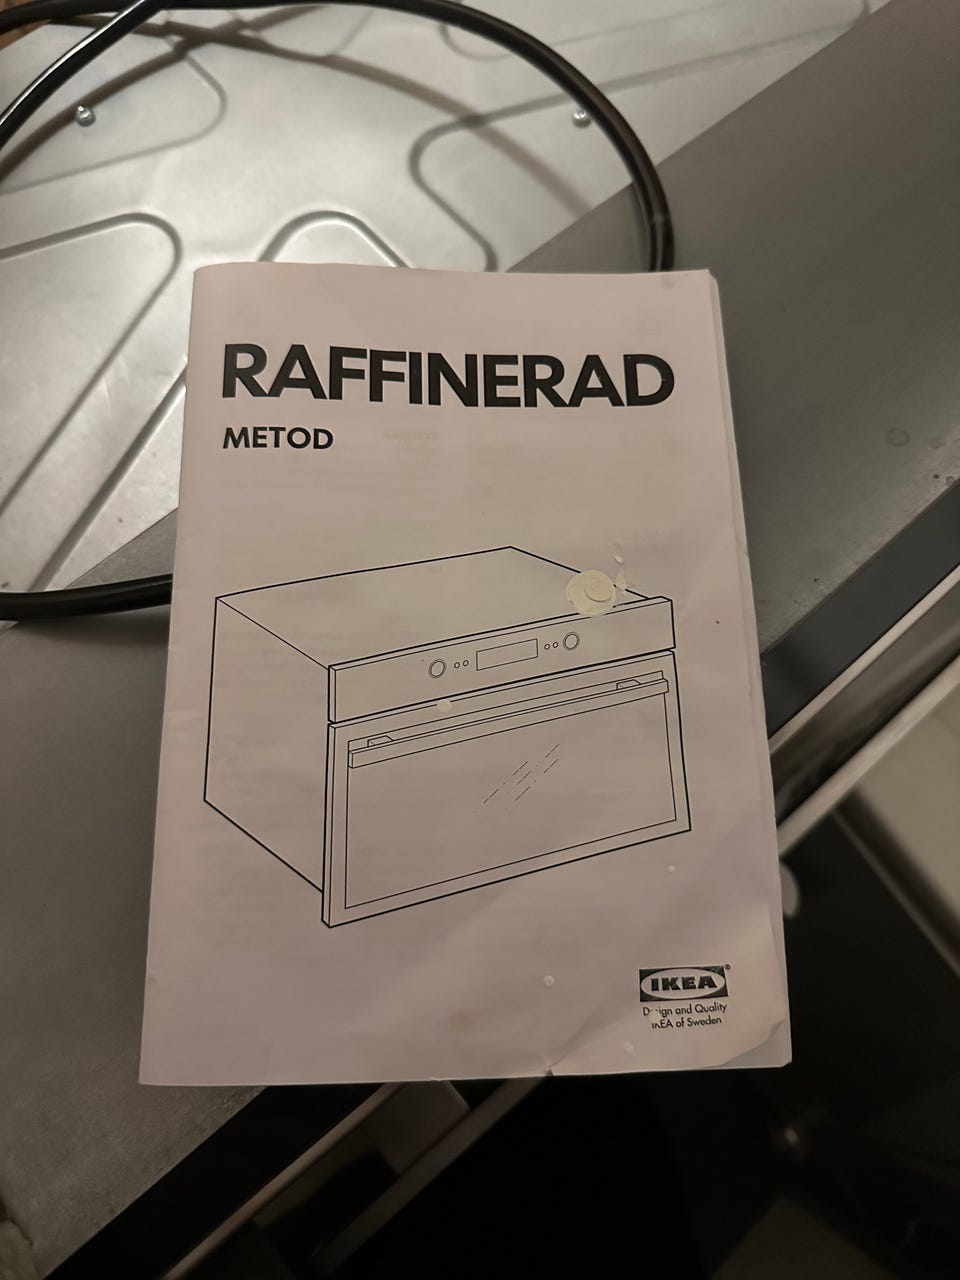 RAFFINERAD
METOD
IKEA®
Design and Quality
IKEA of Sweden